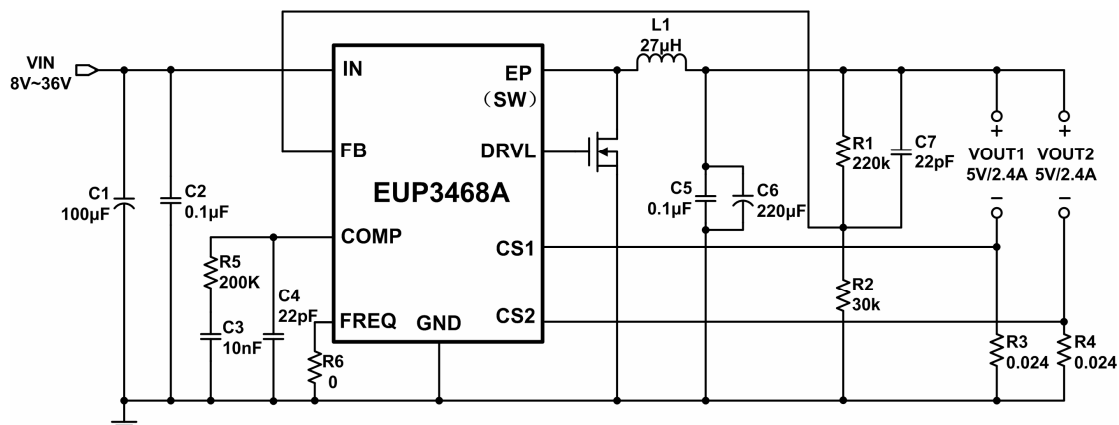 VIN
8V~36V
C1
100µF
C2
0.1µF
R5
200K
C3
10nF
C4
22pF
R6
0
IN
FB
EUP3468A
COMP
FREQ
GND
EP
（SW）
DRVL
CS1
CS2
L1
27µH
C5
0.1µF
C6
220µF
R1
220k
C7
22pF
R2
30k
+
VOUT1
5V/2.4A
−
+
VOUT2
5V/2.4A
−
R3
0.024
R4
0.024